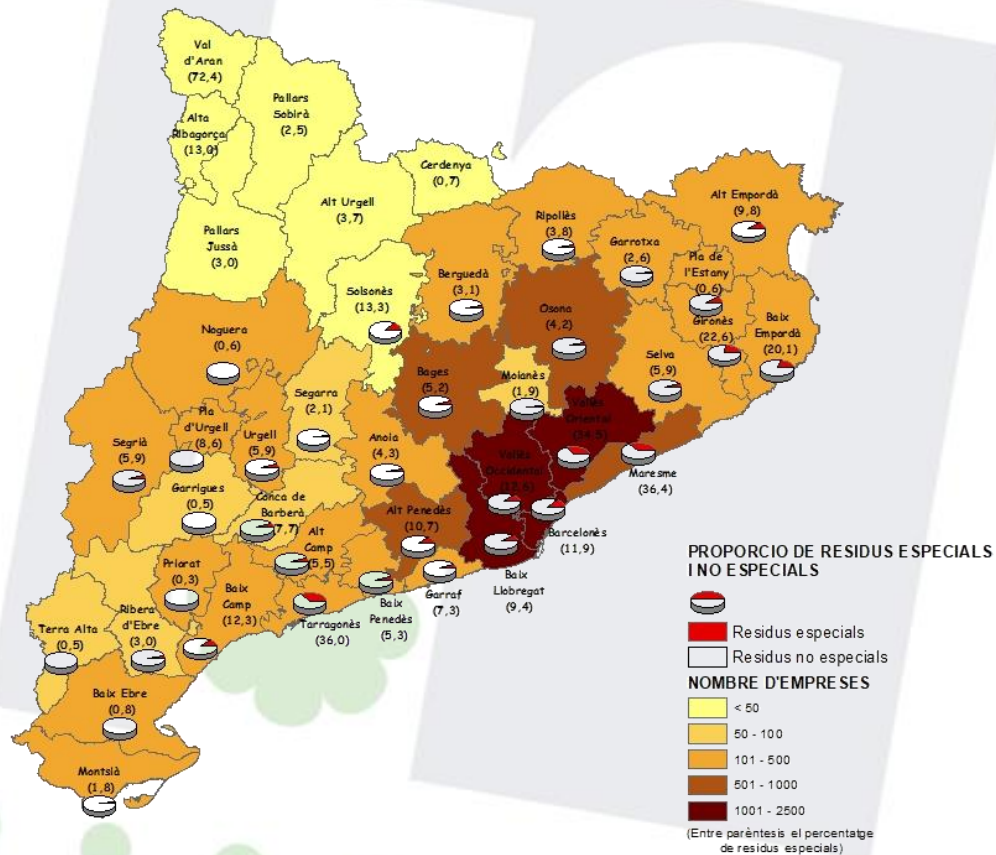 Val
d'Aran
(72,4)
Pallars
Sobirà
(2,5)
Alta
Ribagorça
(13,0)
Cerdenya
(0,7)
Alt Urgell
(3,7)
Pallars
Jussà
(3,0)
Alt Empordà
(9,8)
Ripollès
(3,8)
Garrotxa
(2,6)
Pla de
l'Estany
(0,6)
Berguedà
(3,1)
Solsonès
(13,3)
Osona
(4,2)
Gironès
(22,6)
Baix
Empordà
(20,1)
Noguera
(0,6)
Selva
(5,9)
Bages
(5,2)
Moianès
(1,9)
Segarra
(2,1)
Vallès
Oriental
(34,5)
Pla
d'Urgell
(8,6)
Urgell
(5,9)
Anoia
(4,3)
Segrià
(5,9)
Vallès
Occidental
(12,6)
Maresme
(36,4)
Garrigues
(0,5)
Conca de
Barberà
(7,7)
Alt Penedès
(10,7)
Alt
Camp
(5,5)
Barcelonès
(11,9)
Priorat
(0,3)
Baix
Camp
(12,3)
Baix
Llobregat
(9,4)
Garraf
(7,3)
Baix
Penedès
(5,3)
Tarragonès
(36,0)
Terra Alta
(0,5)
Ribera
d'Ebre
(3,0)
Baix Ebre
(0,8)
Montsià
(1,8)
PROPORCIO DE RESIDUS ESPECIALS
I NO ESPECIALS
Residus especials
Residus no especials
NOMBRE D'EMPRESES
< 50
50 - 100
101 - 500
501 - 1000
1001 - 2500
(Entre parèntesis el percentatge
de residus especials)